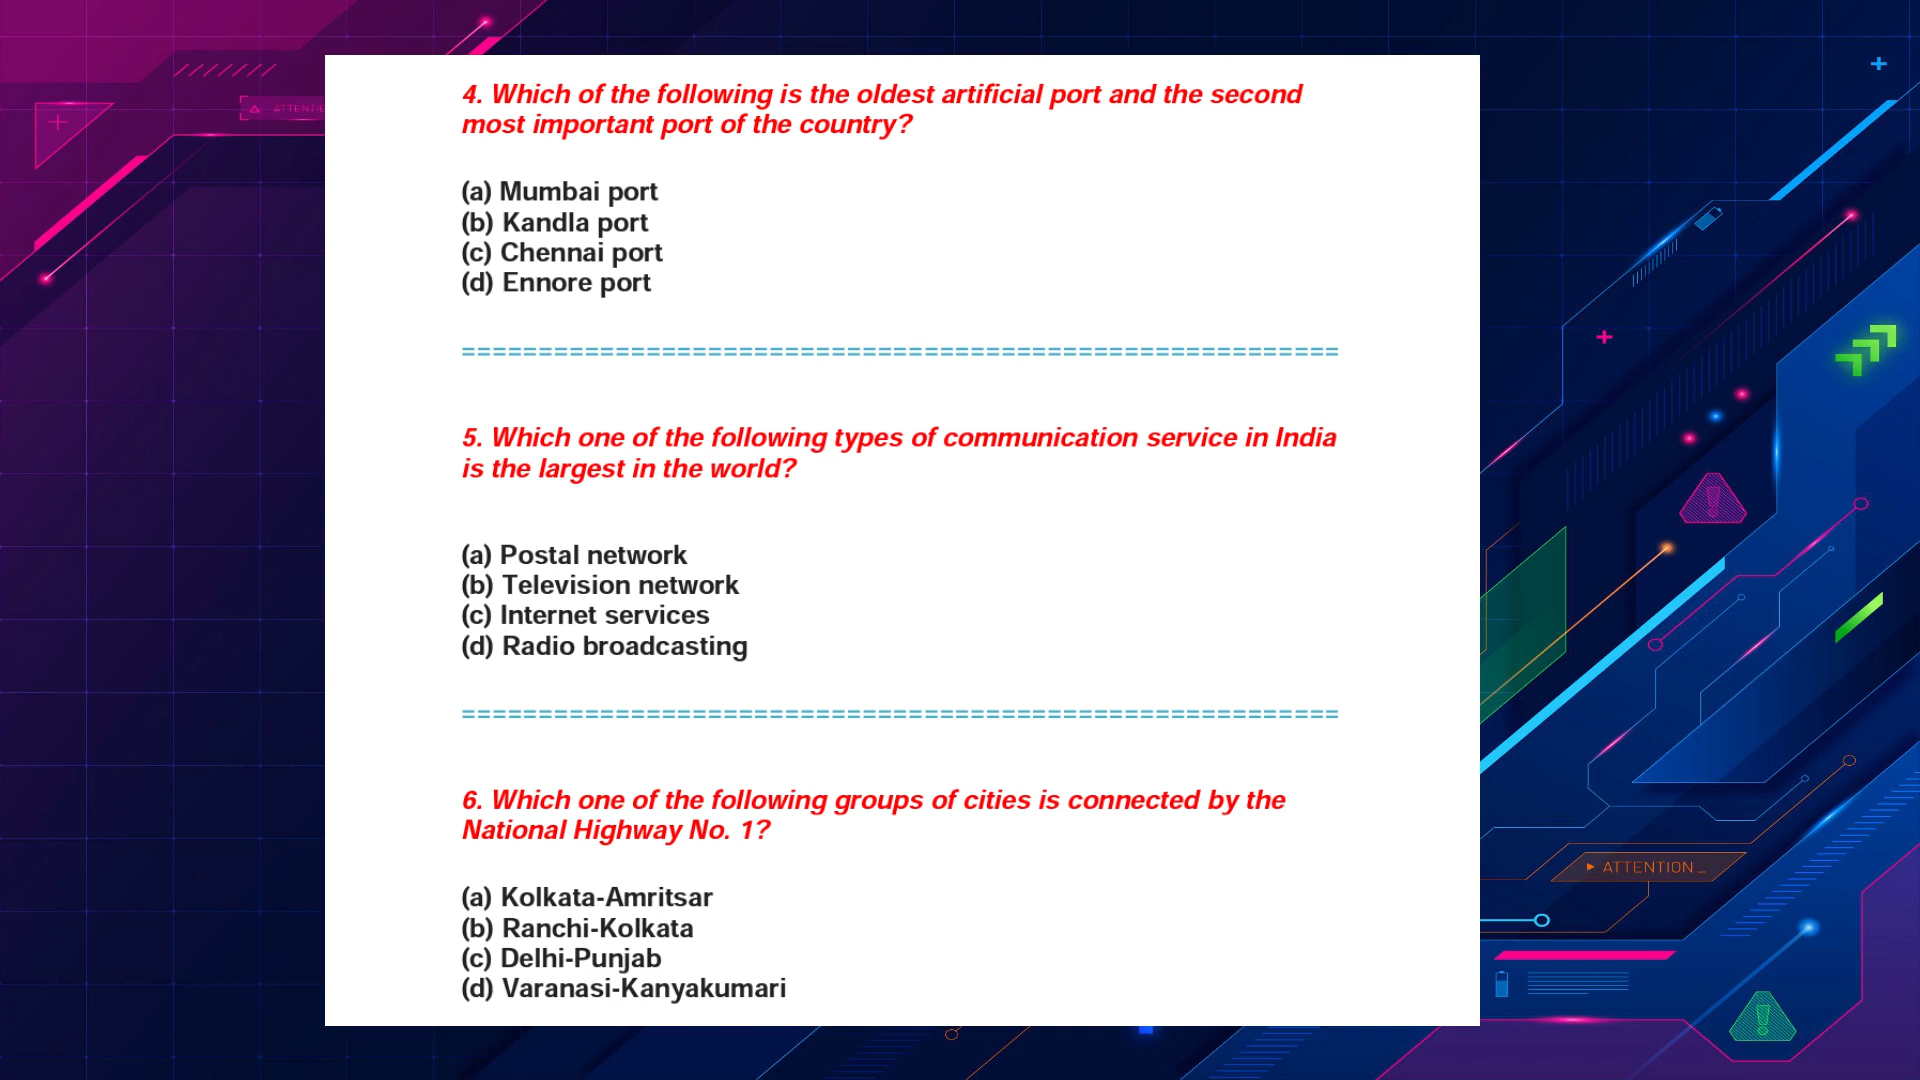 ATTENTIO
4. Which of the following is the oldest artificial port and the second
most important port of the country?
(a) Mumbai port
(b) Kandla port
(c) Chennai port
(d) Ennore port
=========================================================
5. Which one of the following types of communication service in India
is the largest in the world?
(a) Postal network
(b) Television network
(c) Internet services
(d) Radio broadcasting
=========================================================
6. Which one of the following groups of cities is connected by the
National Highway No. 1?
(a) Kolkata-Amritsar
(b) Ranchi-Kolkata
(c) Delhi-Punjab
(d) Varanasi-Kanyakumari
ATTENTION _